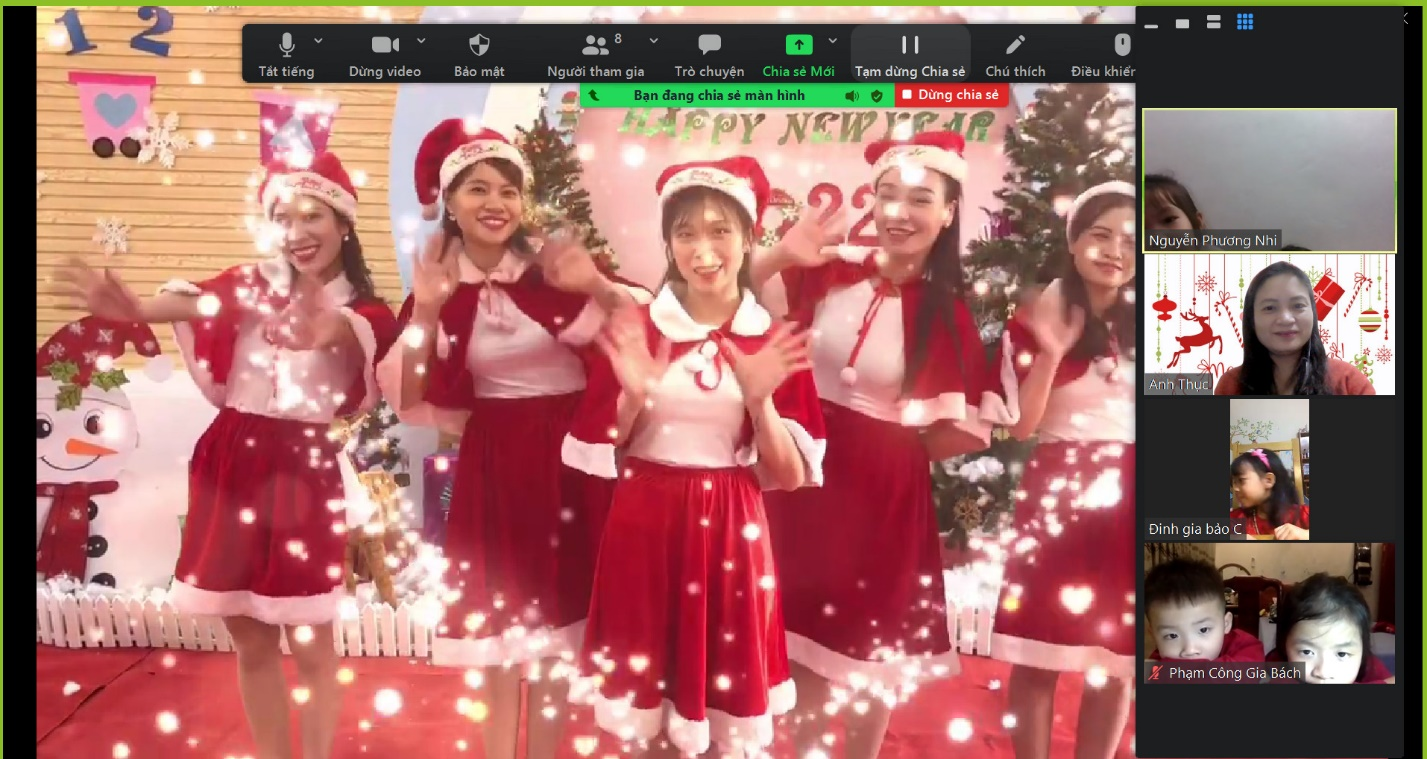 1 2
8
Tắt tiếng
Dừng video
Bảo mật
Người tham gia
Trò chuyện
Chia sẻ Mới
Tạm dừng Chia sẻ
Chú thích
Bạn đang chia sẻ màn hình
Dừng chia sẻ
HAPPY NEW YEAR
22
Nguyễn Phương Nhi
Anh Thục
Đinh gia bảo C
Phạm Công Gia Bách